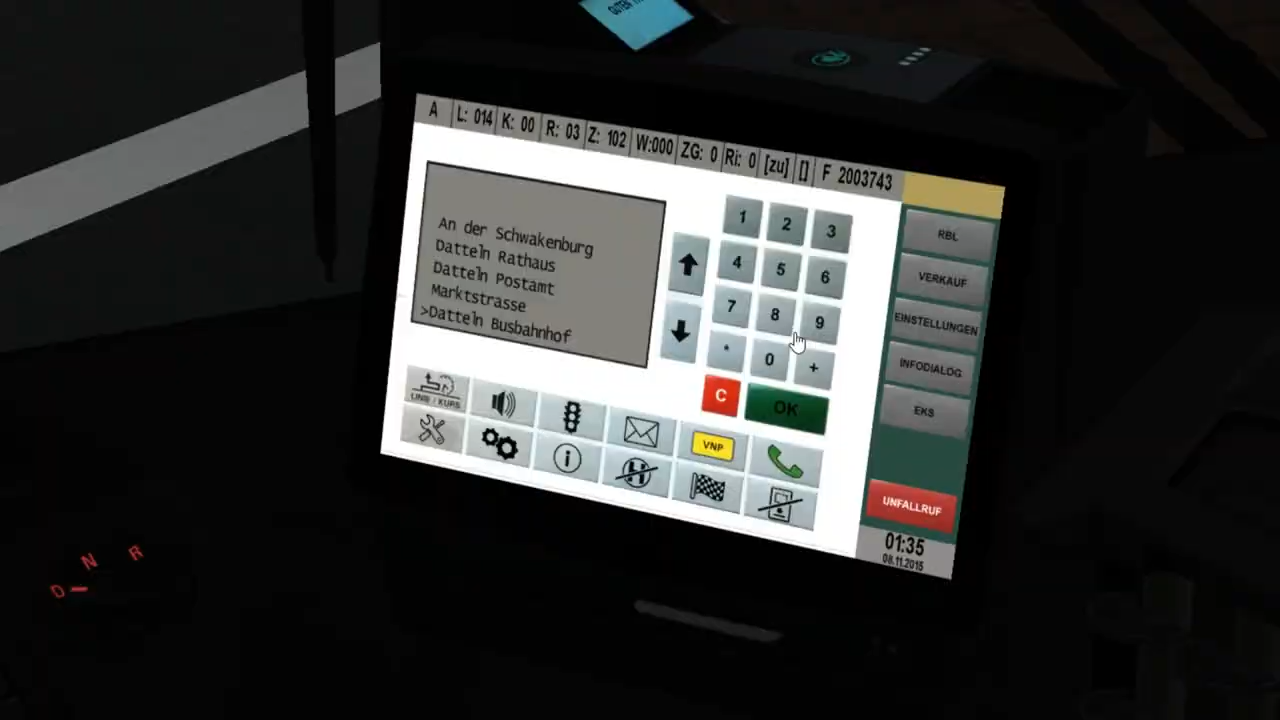 GUTEN
A L: 014 K: 00 R: 03 Z: 102 W:000 ZG: 0 Ri: 0 [zu] [] F 2003743
An der Schwakenburg
Datteln Rathaus
Datteln Postamt
Marktstrasse
>Datteln Busbahnhof
1 2 3
4 5 6
7 8 9
* 0 +
C OK
LINIE / KURS
VNP
RBL
VERKAUF
EINSTELLUNGEN
INFODIALOG
EKS
UNFALLRUF
01:35
08.11.2015
D N R